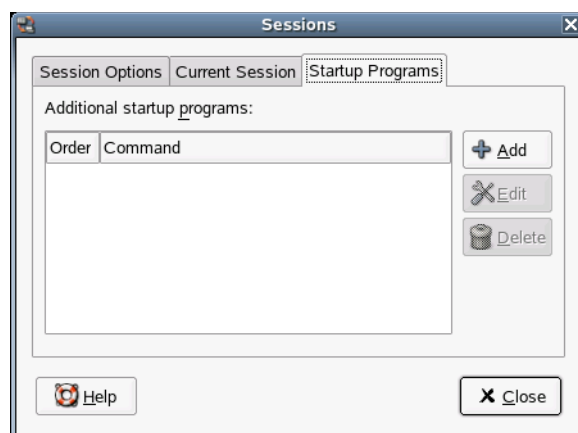 Sessions
Session Options Current Session Startup Programs
Additional startup programs:
Order Command
Add
Edit
Delete
Help
Close